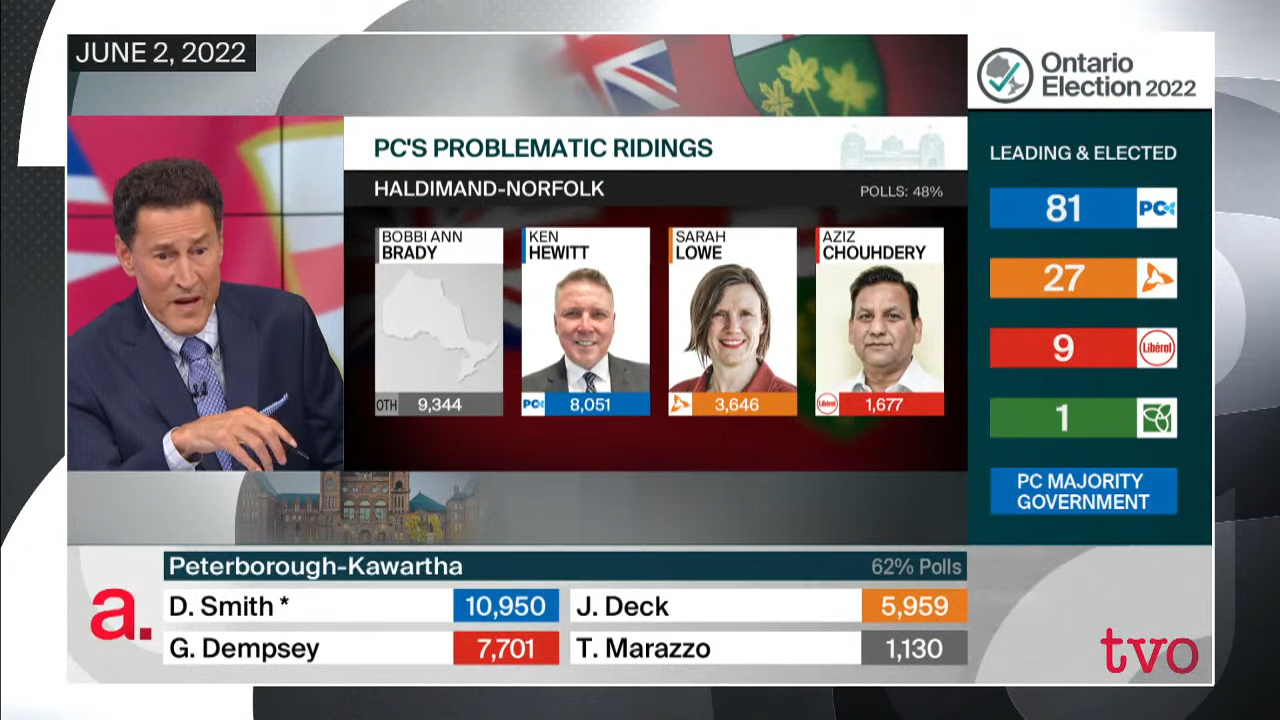 JUNE 2, 2022
Ontario
Election 2022
PC'S PROBLEMATIC RIDINGS
HALDIMAND-NORFOLK
POLLS: 48%
BOBBI ANN
BRADY
OTH 9,344
KEN
HEWITT
PC 8,051
SARAH
LOWE
3,646
AZIZ
CHOUHDERY
Libéral 1,677
LEADING & ELECTED
81 PC
27
9 Libéral
1
PC MAJORITY
GOVERNMENT
Peterborough-Kawartha 62% Polls
D. Smith * 10,950 J. Deck 5,959
G. Dempsey 7,701 T. Marazzo 1,130
a.
tvo